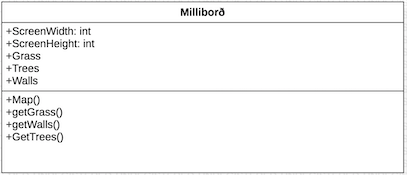 Milliborð
+ScreenWidth: int
+ScreenHeight: int
+Grass
+Trees
+Walls
+Map()
+getGrass()
+getWalls()
+GetTrees()